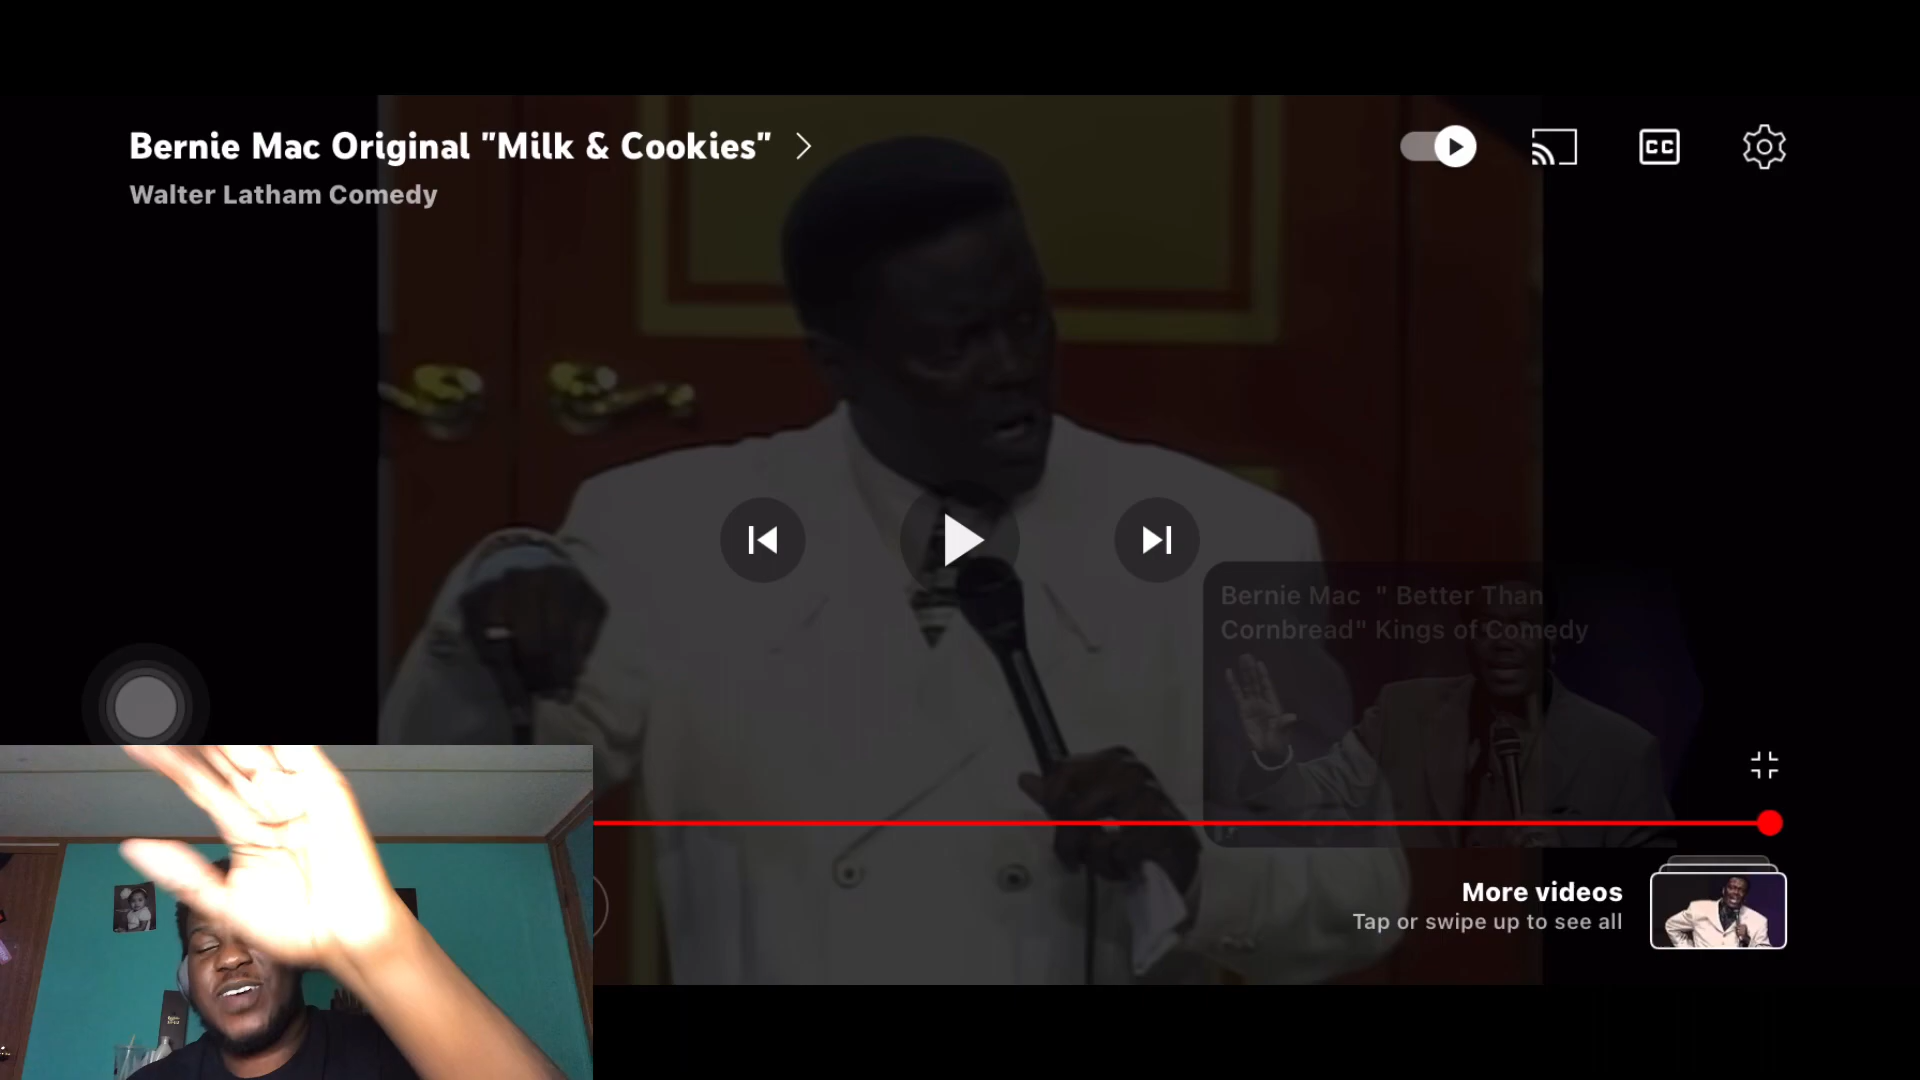 Bernie Mac Original "Milk & Cookies"
Walter Latham Comedy
CC
Bernie Mac " Better Than
Cornbread" Kings of Comedy
More videos
Tap or swipe up to see all